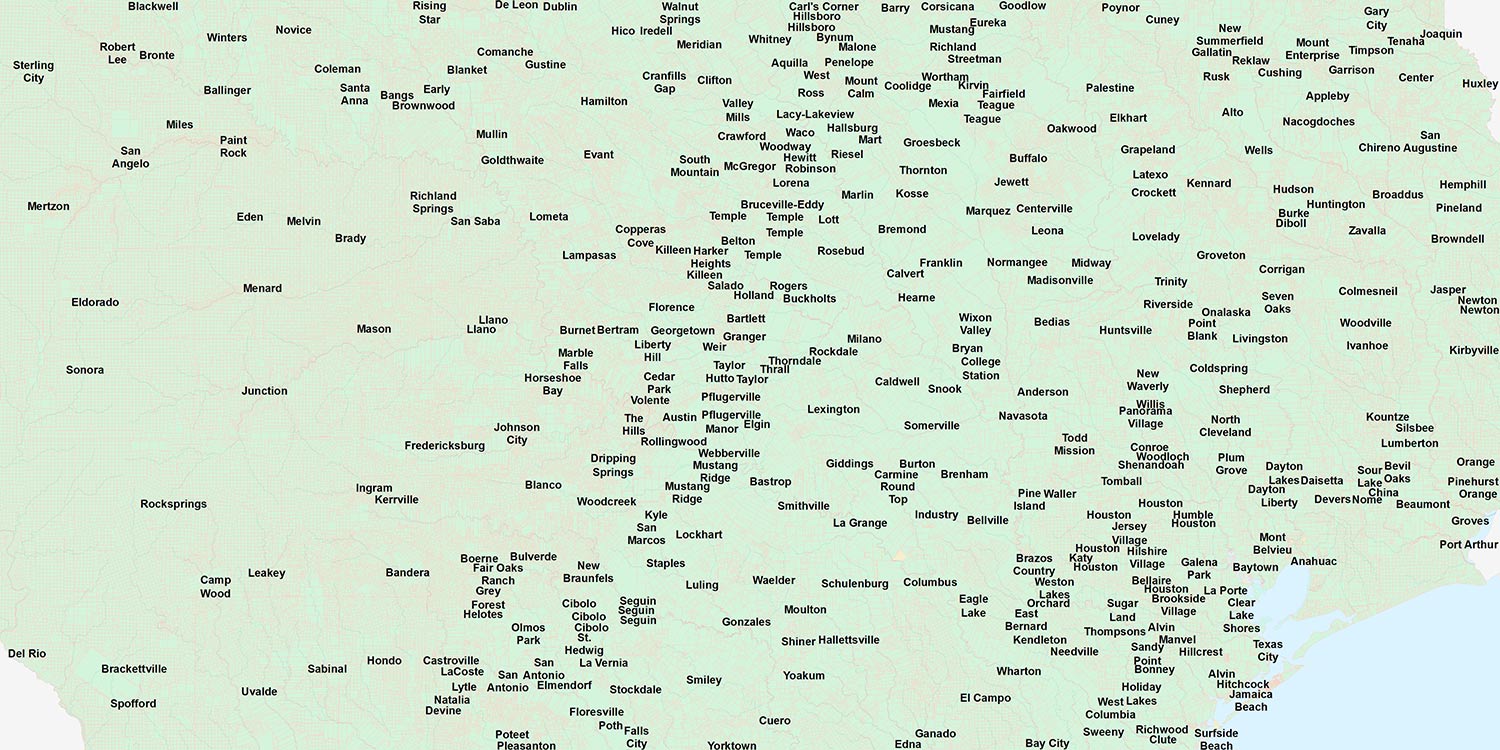 Blackwell
Rising
Star
De Leon
Dublin
Walnut
Springs
Carl's Corner
Hillsboro
Hillsboro
Barry
Corsicana
Goodlow
Poynor
Cuney
Gary
City
Robert
Lee
Bronte
Winters
Novice
Hico
Iredell
Meridian
Whitney
Bynum
Malone
Mustang
Eureka
Richland
Streetman
New
Summerfield
Gallatin
Reklaw
Mount
Enterprise
Timpson
Tenaha
Joaquin
Sterling
City
Ballinger
Coleman
Santa
Anna
Bangs
Early
Brownwood
Blanket
Comanche
Gustine
Hamilton
Cranfills
Gap
Clifton
Aquilla
Penelope
West
Ross
Mount
Calm
Coolidge
Wortham
Kirvin
Fairfield
Teague
Teague
Mexia
Palestine
Rusk
Cushing
Garrison
Center
Huxley
Appleby
Miles
Paint
Rock
San
Angelo
Mullin
Goldthwaite
Evant
Valley
Mills
Lacy-Lakeview
Crawford
Waco
Woodway
Hewitt
Robinson
Hallsburg
Mart
Riesel
Groesbeck
Oakwood
Elkhart
Alto
Nacogdoches
San
Augustine
Chireno
South
Mountain
McGregor
Lorena
Thornton
Buffalo
Grapeland
Wells
Mertzon
Eden
Melvin
Brady
Richland
Springs
San Saba
Lometa
Bruceville-Eddy
Temple
Temple
Temple
Temple
Lott
Marlin
Kosse
Jewett
Marquez
Centerville
Latexo
Crockett
Kennard
Hudson
Huntington
Burke
Diboll
Broaddus
Hemphill
Pineland
Copperas
Cove
Killeen
Harker
Heights
Killeen
Belton
Lampasas
Rosebud
Bremond
Leona
Lovelady
Zavalla
Browndell
Eldorado
Menard
Salado
Holland
Rogers
Buckholts
Franklin
Calvert
Hearne
Normangee
Midway
Madisonville
Groveton
Corrigan
Trinity
Colmesneil
Jasper
Newton
Newton
Mason
Llano
Llano
Florence
Bartlett
Burnet
Bertram
Georgetown
Granger
Liberty
Hill
Weir
Milano
Rockdale
Thorndale
Thrall
Wixon
Valley
Bedias
Riverside
Onalaska
Seven
Oaks
Huntsville
Point
Blank
Livingston
Woodville
Ivanhoe
Kirbyville
Sonora
Junction
Marble
Falls
Horseshoe
Bay
Cedar
Park
Volente
Taylor
Hutto
Taylor
Pflugerville
Pflugerville
Bryan
College
Station
Caldwell
Snook
Anderson
New
Waverly
Coldspring
Shepherd
Fredericksburg
Johnson
City
The
Hills
Austin
Manor
Elgin
Rollingwood
Lexington
Somerville
Navasota
Willis
Panorama
Village
North
Cleveland
Kountze
Silsbee
Lumberton
Dripping
Springs
Webberville
Mustang
Ridge
Mustang
Ridge
Bastrop
Giddings
Burton
Carmine
Round
Top
Brenham
Todd
Mission
Conroe
Woodloch
Shenandoah
Plum
Grove
Dayton
Lakes
Daisetta
Dayton
Liberty
Sour
Lake
Bevil
Oaks
China
Devers
Nome
Beaumont
Orange
Pinehurst
Orange
Rocksprings
Ingram
Kerrville
Blanco
Woodcreek
Kyle
San
Marcos
Lockhart
Smithville
La Grange
Industry
Bellville
Pine
Island
Waller
Tomball
Houston
Houston
Humble
Houston
Jersey
Village
Groves
Port Arthur
Camp
Wood
Leakey
Bandera
Boerne
Fair Oaks
Ranch
Bulverde
Grey
Forest
Helotes
New
Braunfels
Staples
Luling
Waelder
Schulenburg
Columbus
Brazos
Country
Katy
Houston
Houston
Hilshire
Village
Galena
Park
Mont
Belvieu
Baytown
Anahuac
Weston
Lakes
Bellaire
Houston
La Porte
Orchard
Brookside
Village
Clear
Lake
Shores
Eagle
Lake
East
Bernard
Sugar
Land
Cibolo
Cibolo
Cibolo
St.
Hedwig
Seguin
Seguin
Seguin
Gonzales
Moulton
Shiner
Hallettsville
Kendleton
Needville
Thompsons
Alvin
Manvel
Sandy
Point
Hillcrest
Bonney
Texas
City
Del Rio
Brackettville
Sabinal
Hondo
Castroville
LaCoste
Olmos
Park
San
Antonio
San
Antonio
La Vernia
Elmendorf
Lytle
Natalia
Devine
Stockdale
Smiley
Yoakum
Wharton
Alvin
Hitchcock
Jamaica
Beach
Spofford
Uvalde
El Campo
Holiday
Lakes
West
Columbia
Floresville
Poth
Falls
City
Poteet
Pleasanton
Cuero
Yorktown
Ganado
Edna
Bay City
Sweeny
Richwood
Clute
Surfside
Beach